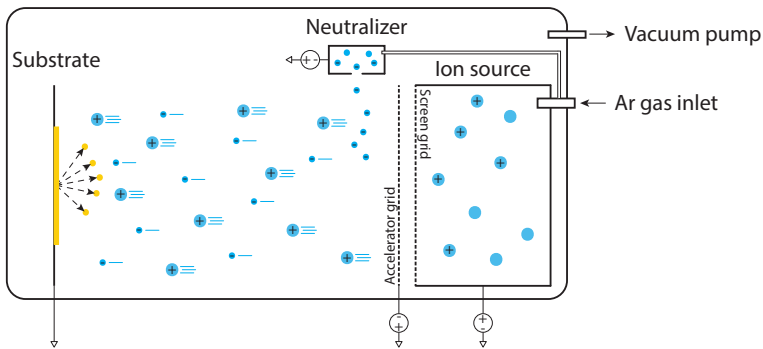 Neutralizer
Vacuum pump
Substrate
Ion source
Ar gas inlet
Screen grid
Accelerator grid